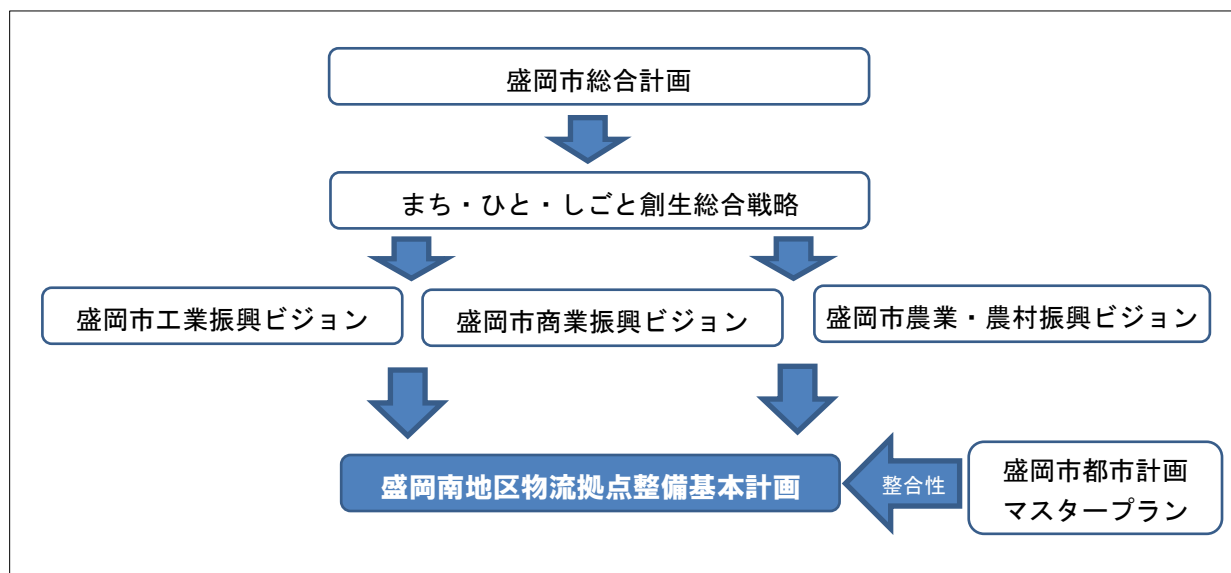 盛岡市総合計画
まち・ひと・しごと創生総合戦略
盛岡市工業振興ビジョン
盛岡市商業振興ビジョン
盛岡市農業・農村振興ビジョン
盛岡南地区物流拠点整備基本計画
整合性
盛岡市都市計画
マスタープラン